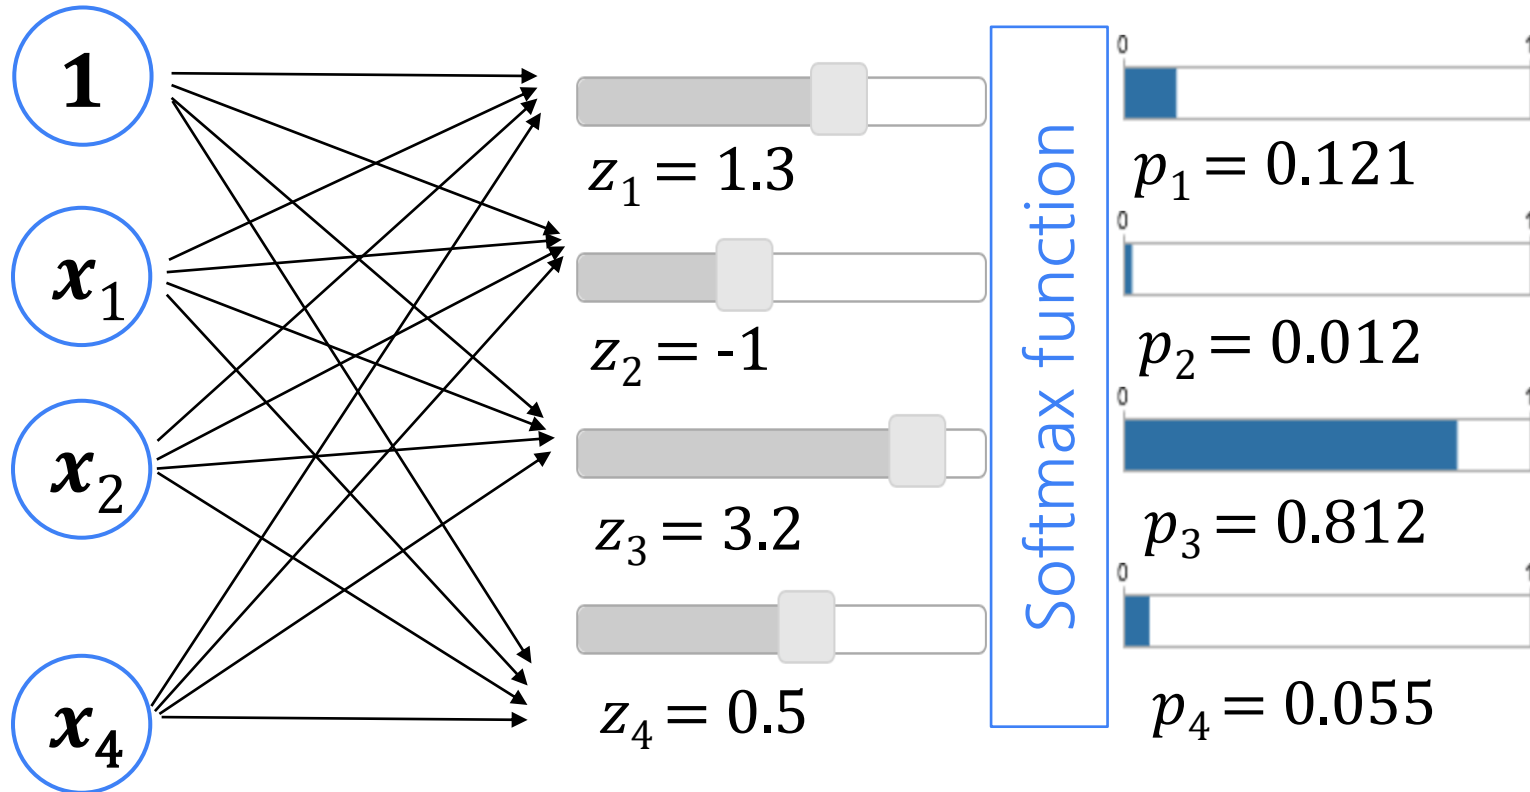 1
x₁
x₂
x₄
z₁ = 1.3
z₂ = -1
z₃ = 3.2
z₄ = 0.5
Softmax function
0 1
p₁ = 0.121
0 1
p₂ = 0.012
0 1
p₃ = 0.812
0 1
p₄ = 0.055